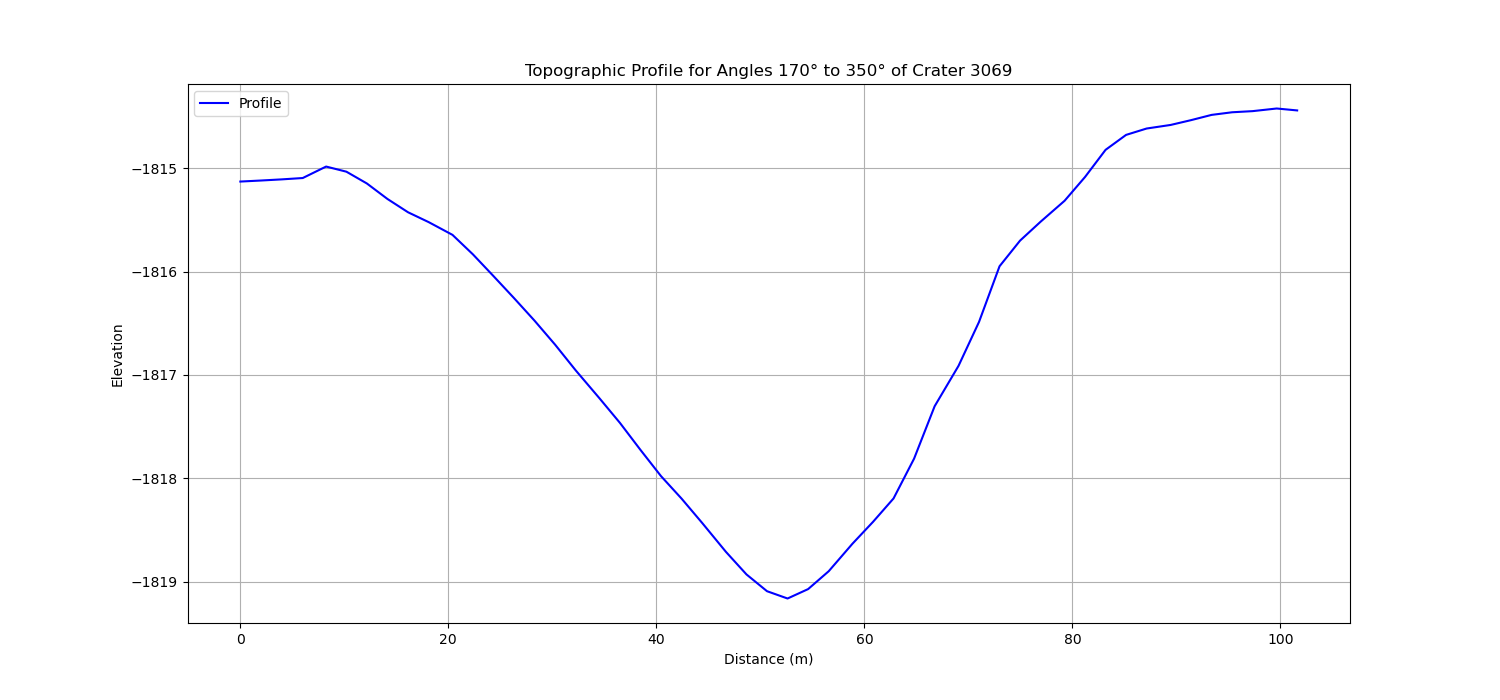 Topographic Profile for Angles 170° to 350° of Crater 3069
Profile
−1815
−1816
−1817
−1818
−1819
Elevation
0 20 40 60 80 100
Distance (m)